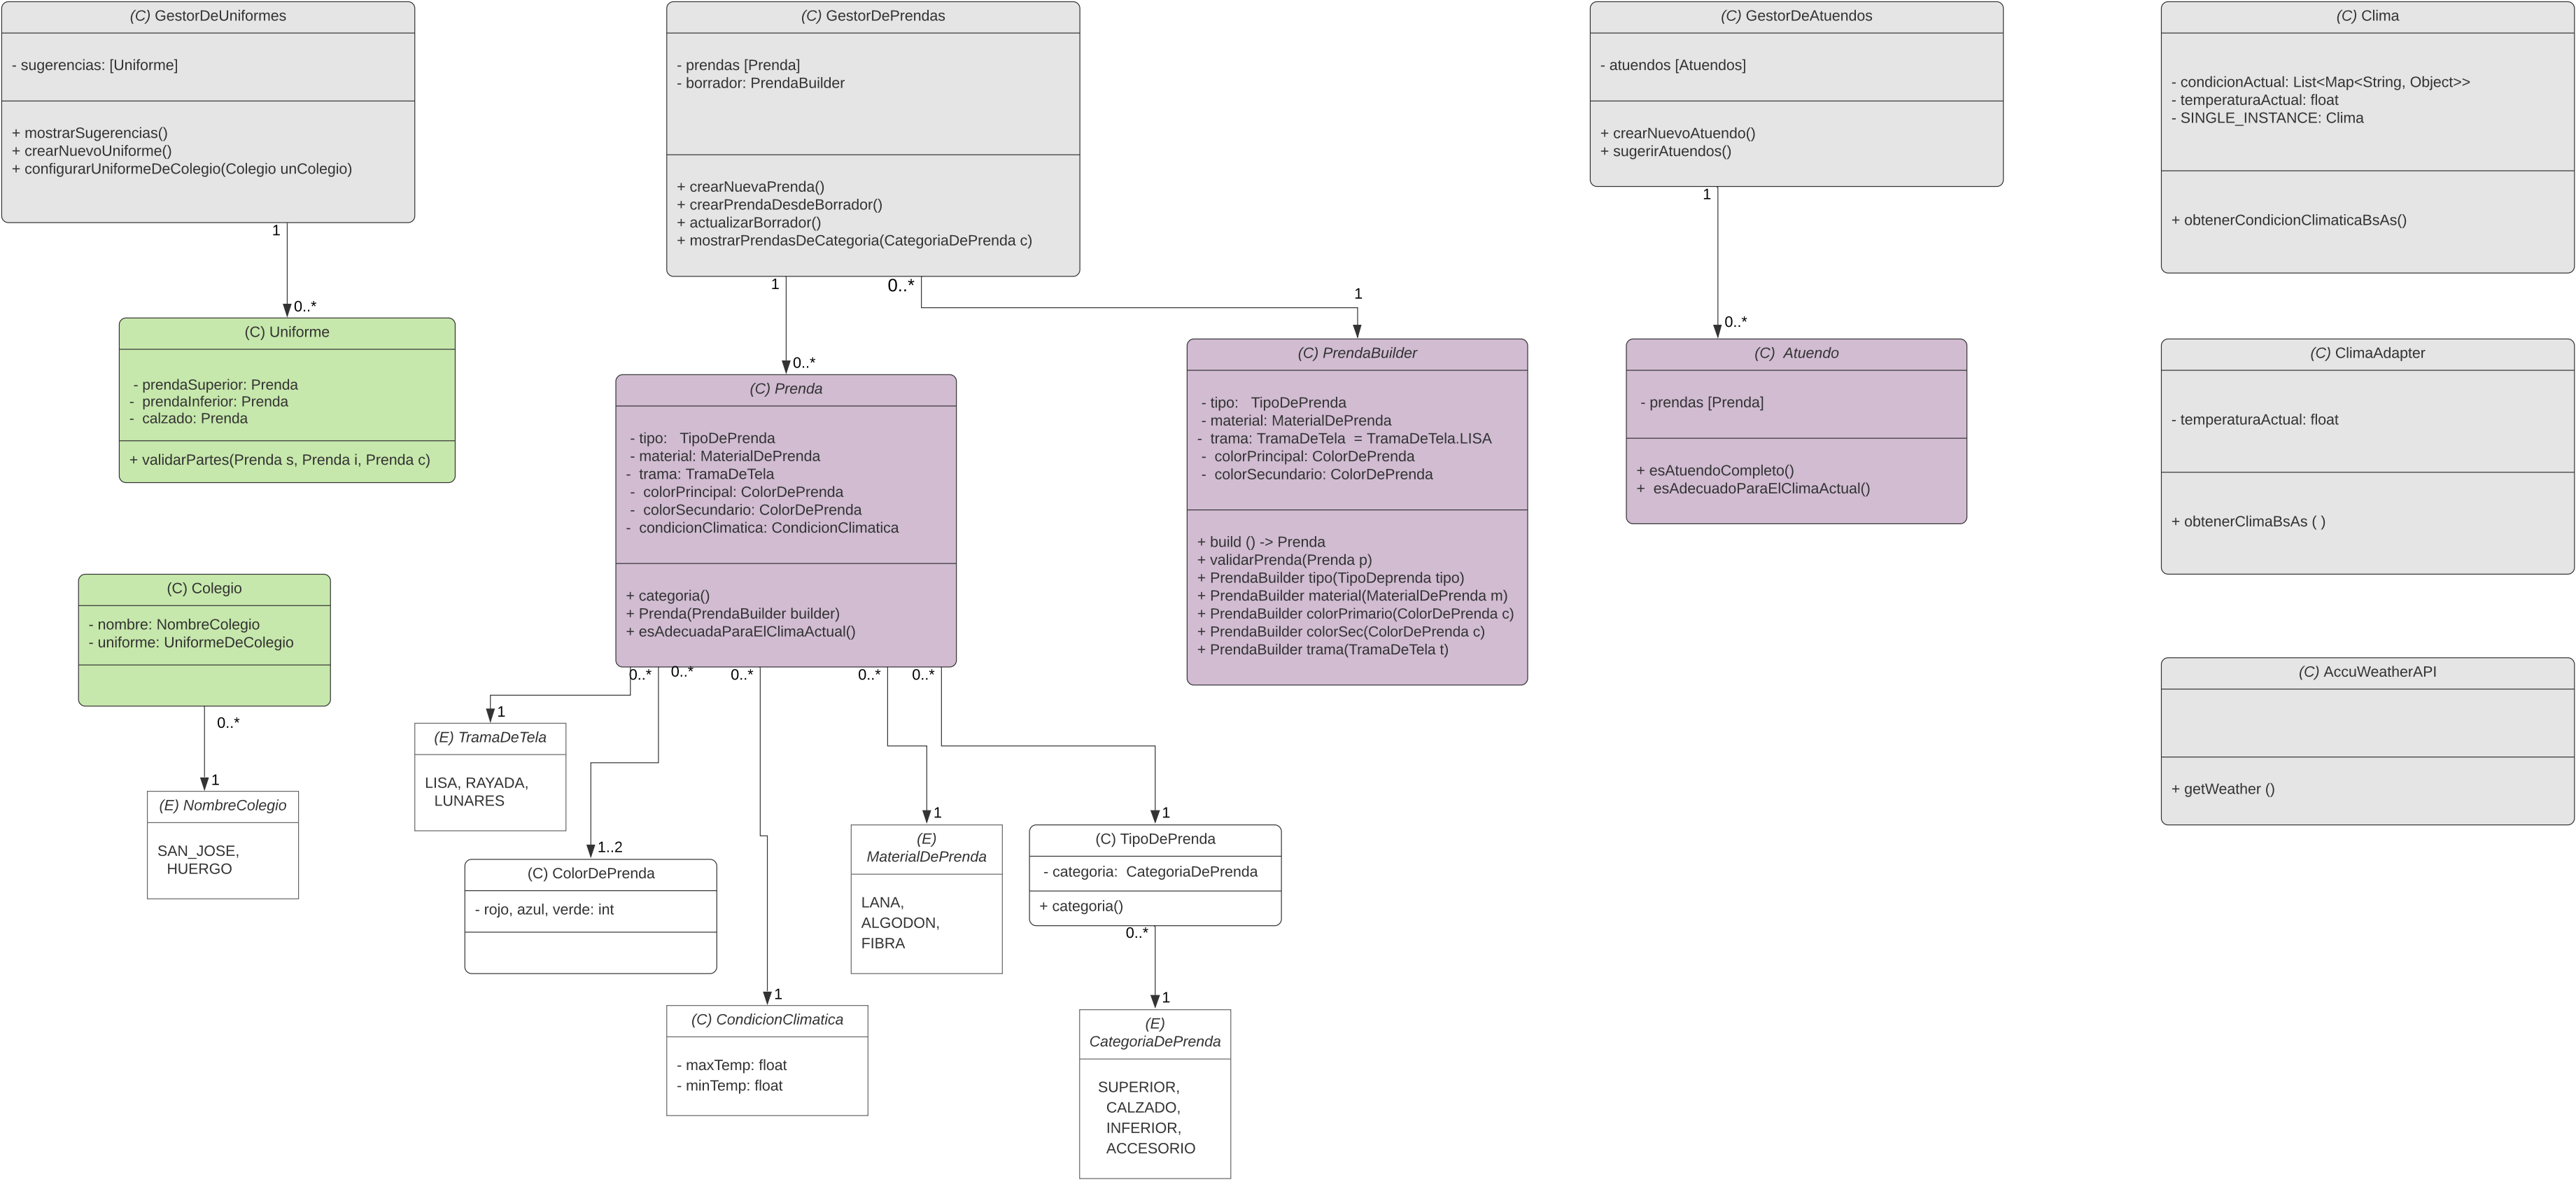 (C) GestorDeUniformes
- sugerencias: [Uniforme]
+ mostrarSugerencias()
+ crearNuevoUniforme()
+ configurarUniformeDeColegio(Colegio unColegio)
1
0..*
(C) Uniforme
- prendaSuperior: Prenda
- prendaInferior: Prenda
- calzado: Prenda
+ validarPartes(Prenda s, Prenda i, Prenda c)
(C) Colegio
- nombre: NombreColegio
- uniforme: UniformeDeColegio
0..*
1
(E) NombreColegio
SAN_JOSE,
HUERGO
(C) GestorDePrendas
- prendas [Prenda]
- borrador: PrendaBuilder
+ crearNuevaPrenda()
+ crearPrendaDesdeBorrador()
+ actualizarBorrador()
+ mostrarPrendasDeCategoria(CategoriaDePrenda c)
1
0..*
0..*
1
(C) Prenda
- tipo: TipoDePrenda
- material: MaterialDePrenda
- trama: TramaDeTela
- colorPrincipal: ColorDePrenda
- colorSecundario: ColorDePrenda
- condicionClimatica: CondicionClimatica
+ categoria()
+ Prenda(PrendaBuilder builder)
+ esAdecuadaParaElClimaActual()
0..*
0..*
0..*
0..*
0..*
1
(E) TramaDeTela
LISA, RAYADA,
LUNARES
1..2
(C) ColorDePrenda
- rojo, azul, verde: int
1
(C) CondicionClimatica
- maxTemp: float
- minTemp: float
1
(E)
MaterialDePrenda
LANA,
ALGODON,
FIBRA
1
(C) TipoDePrenda
- categoria: CategoriaDePrenda
+ categoria()
0..*
1
(E)
CategoriaDePrenda
SUPERIOR,
CALZADO,
INFERIOR,
ACCESORIO
(C) PrendaBuilder
- tipo: TipoDePrenda
- material: MaterialDePrenda
- trama: TramaDeTela = TramaDeTela.LISA
- colorPrincipal: ColorDePrenda
- colorSecundario: ColorDePrenda
+ build () -> Prenda
+ validarPrenda(Prenda p)
+ PrendaBuilder tipo(TipoDeprenda tipo)
+ PrendaBuilder material(MaterialDePrenda m)
+ PrendaBuilder colorPrimario(ColorDePrenda c)
+ PrendaBuilder colorSec(ColorDePrenda c)
+ PrendaBuilder trama(TramaDeTela t)
(C) GestorDeAtuendos
- atuendos [Atuendos]
+ crearNuevoAtuendo()
+ sugerirAtuendos()
1
0..*
(C) Atuendo
- prendas [Prenda]
+ esAtuendoCompleto()
+ esAdecuadoParaElClimaActual()
(C) Clima
- condicionActual: List<Map<String, Object>>
- temperaturaActual: float
- SINGLE_INSTANCE: Clima
+ obtenerCondicionClimaticaBsAs()
(C) ClimaAdapter
- temperaturaActual: float
+ obtenerClimaBsAs ( )
(C) AccuWeatherAPI
+ getWeather ()